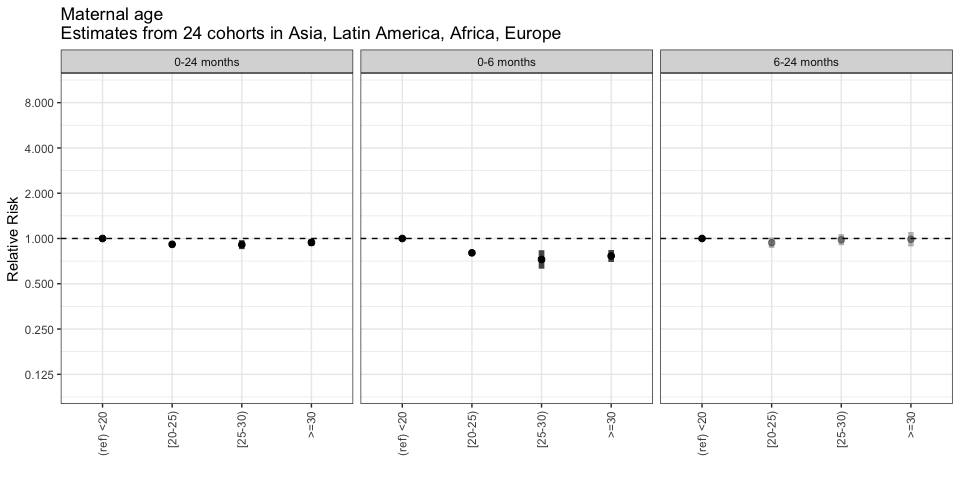 Maternal age
Estimates from 24 cohorts in Asia, Latin America, Africa, Europe
0-24 months
0-6 months
6-24 months
Relative Risk
8.000
4.000
2.000
1.000
0.500
0.250
0.125
(ref) <20
[20-25)
[25-30)
>=30
(ref) <20
[20-25)
[25-30)
>=30
(ref) <20
[20-25)
[25-30)
>=30